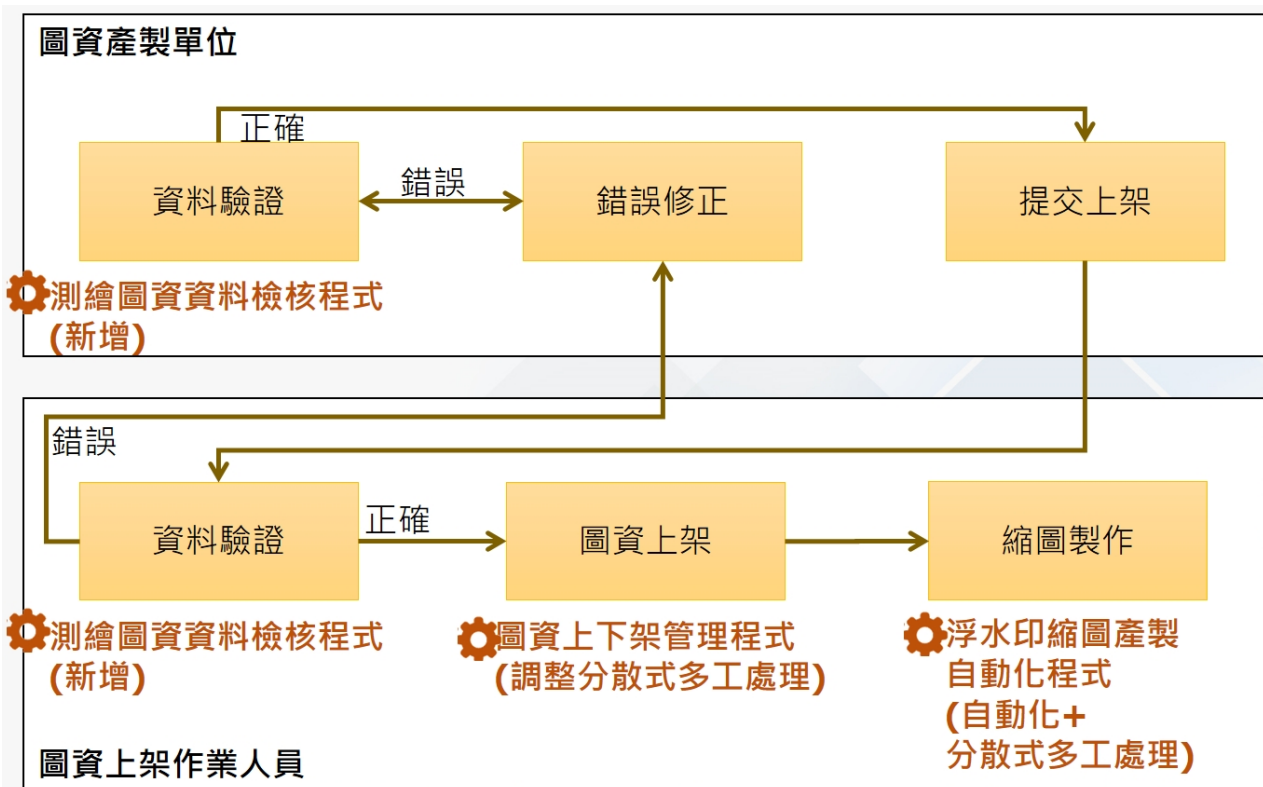 圖資產製單位
正確
資料驗證
錯誤
錯誤修正
提交上架
測繪圖資資料檢核程式
(新增)
錯誤
資料驗證
正確
圖資上架
縮圖製作
測繪圖資資料檢核程式
(新增)
圖資上下架管理程式
(調整分散式多工處理)
浮水印縮圖產製
自動化程式
(自動化+
分散式多工處理)
圖資上架作業人員